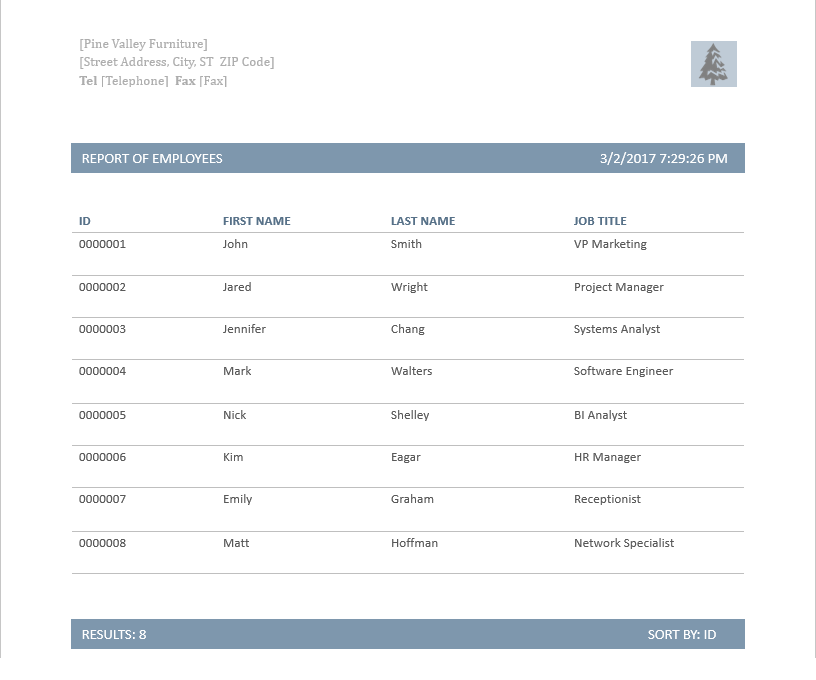 [Pine Valley Furniture]
[Street Address, City, ST  ZIP Code]
Tel [Telephone]  Fax [Fax]
REPORT OF EMPLOYEES 3/2/2017 7:29:26 PM
ID FIRST NAME LAST NAME JOB TITLE
0000001 John Smith VP Marketing
0000002 Jared Wright Project Manager
0000003 Jennifer Chang Systems Analyst
0000004 Mark Walters Software Engineer
0000005 Nick Shelley BI Analyst
0000006 Kim Eagar HR Manager
0000007 Emily Graham Receptionist
0000008 Matt Hoffman Network Specialist
RESULTS: 8 SORT BY: ID